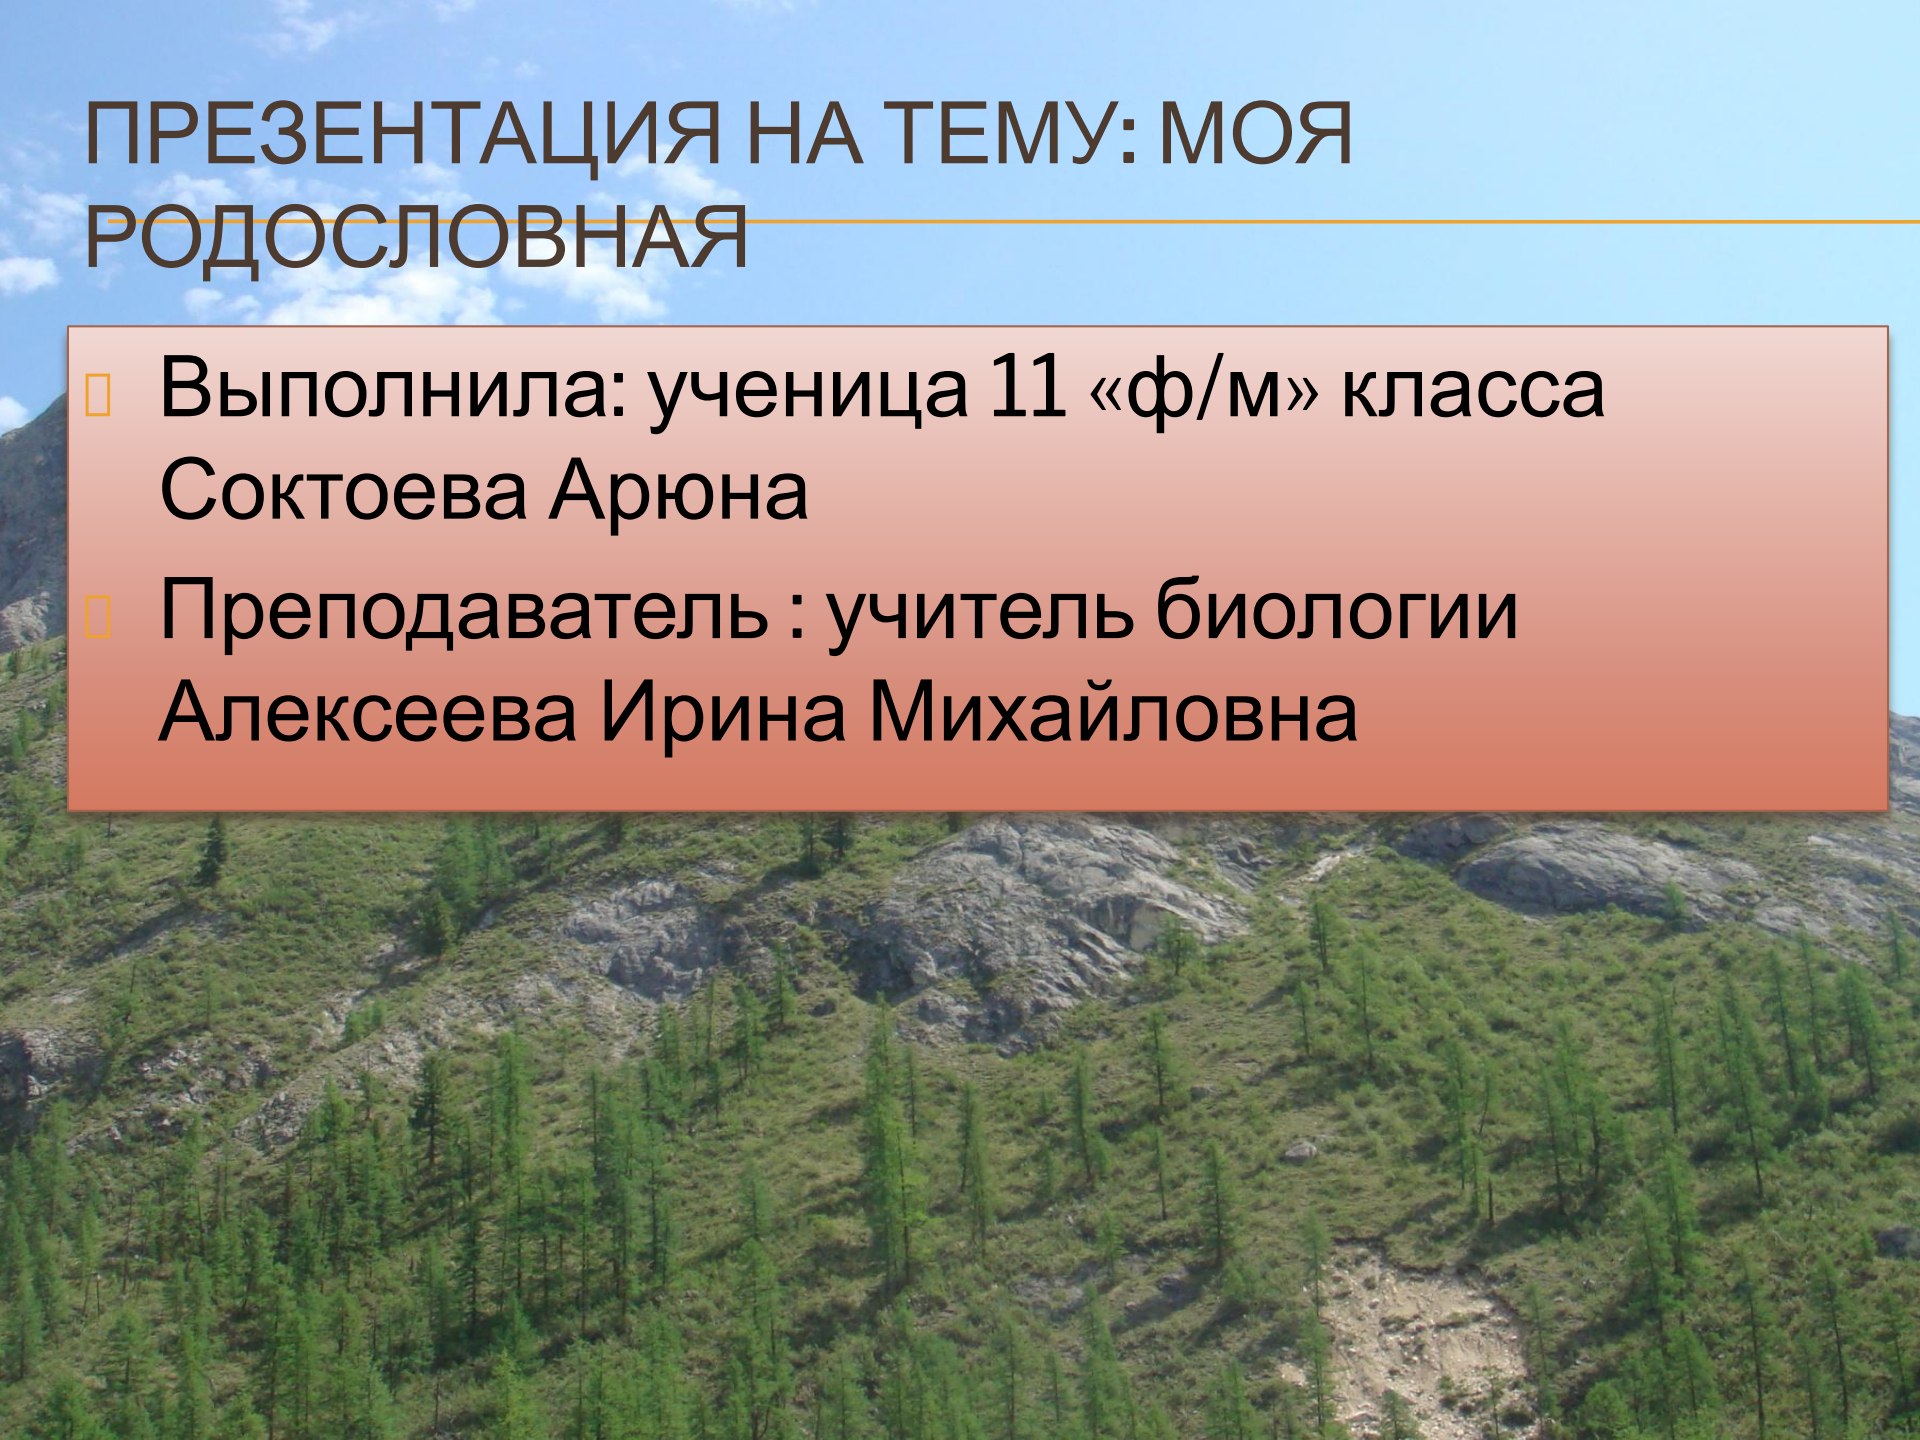 ПРЕЗЕНТАЦИЯ НА ТЕМУ: МОЯ
РОДОСЛОВНАЯ
Выполнила: ученица 11 «ф/м» класса
Соктоева Арюна
Преподаватель : учитель биологии
Алексеева Ирина Михайловна